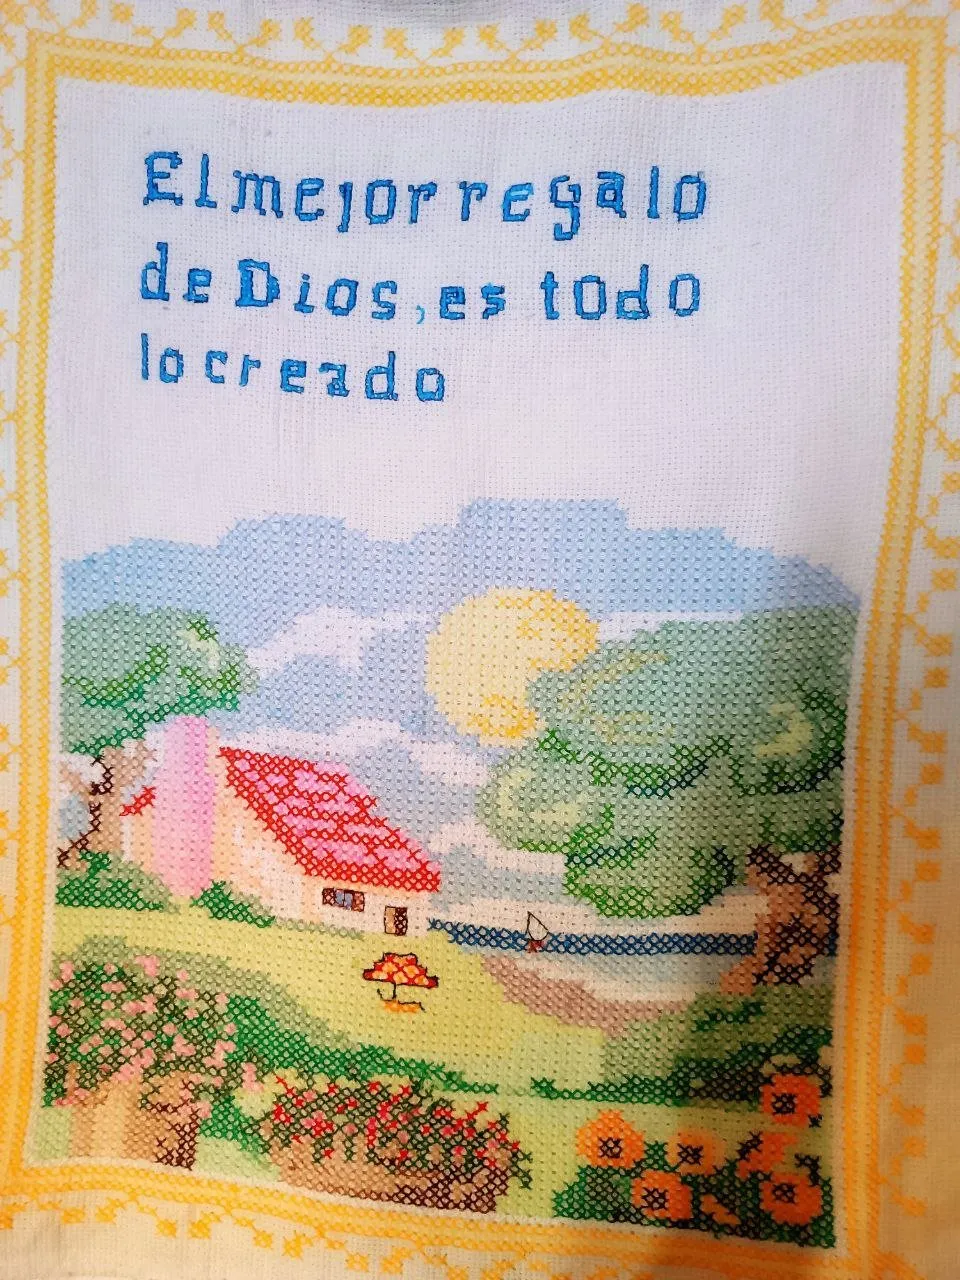 El mejor regalo
de Dios, es todo
lo creado